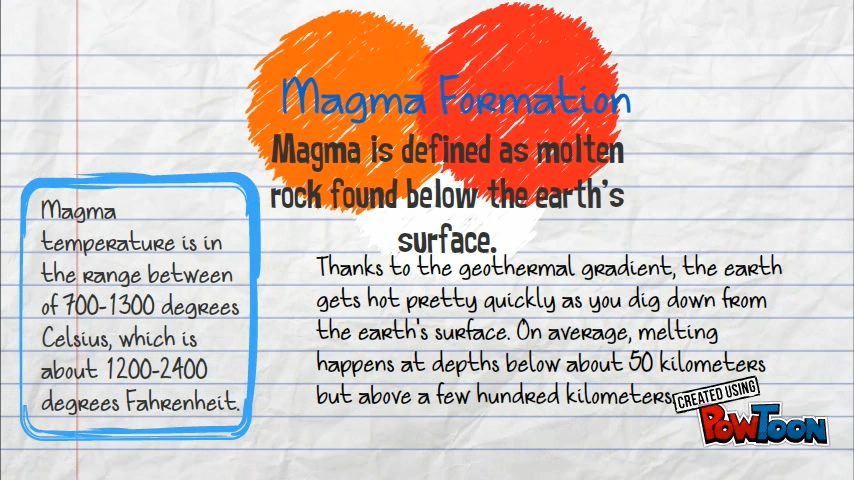 Magma Formation
Magma is defined as molten
rock found below the earth's
surface.
Magma
temperature is in
the range between
of 700-1300 degrees
Celsius, which is
about 1200-2400
degrees Fahrenheit.
Thanks to the geothermal gradient, the earth
gets hot pretty quickly as you dig down from
the earth's surface. On average, melting
happens at depths below about 50 kilometers
but above a few hundred kilometers
CREATED USING
POWTOON